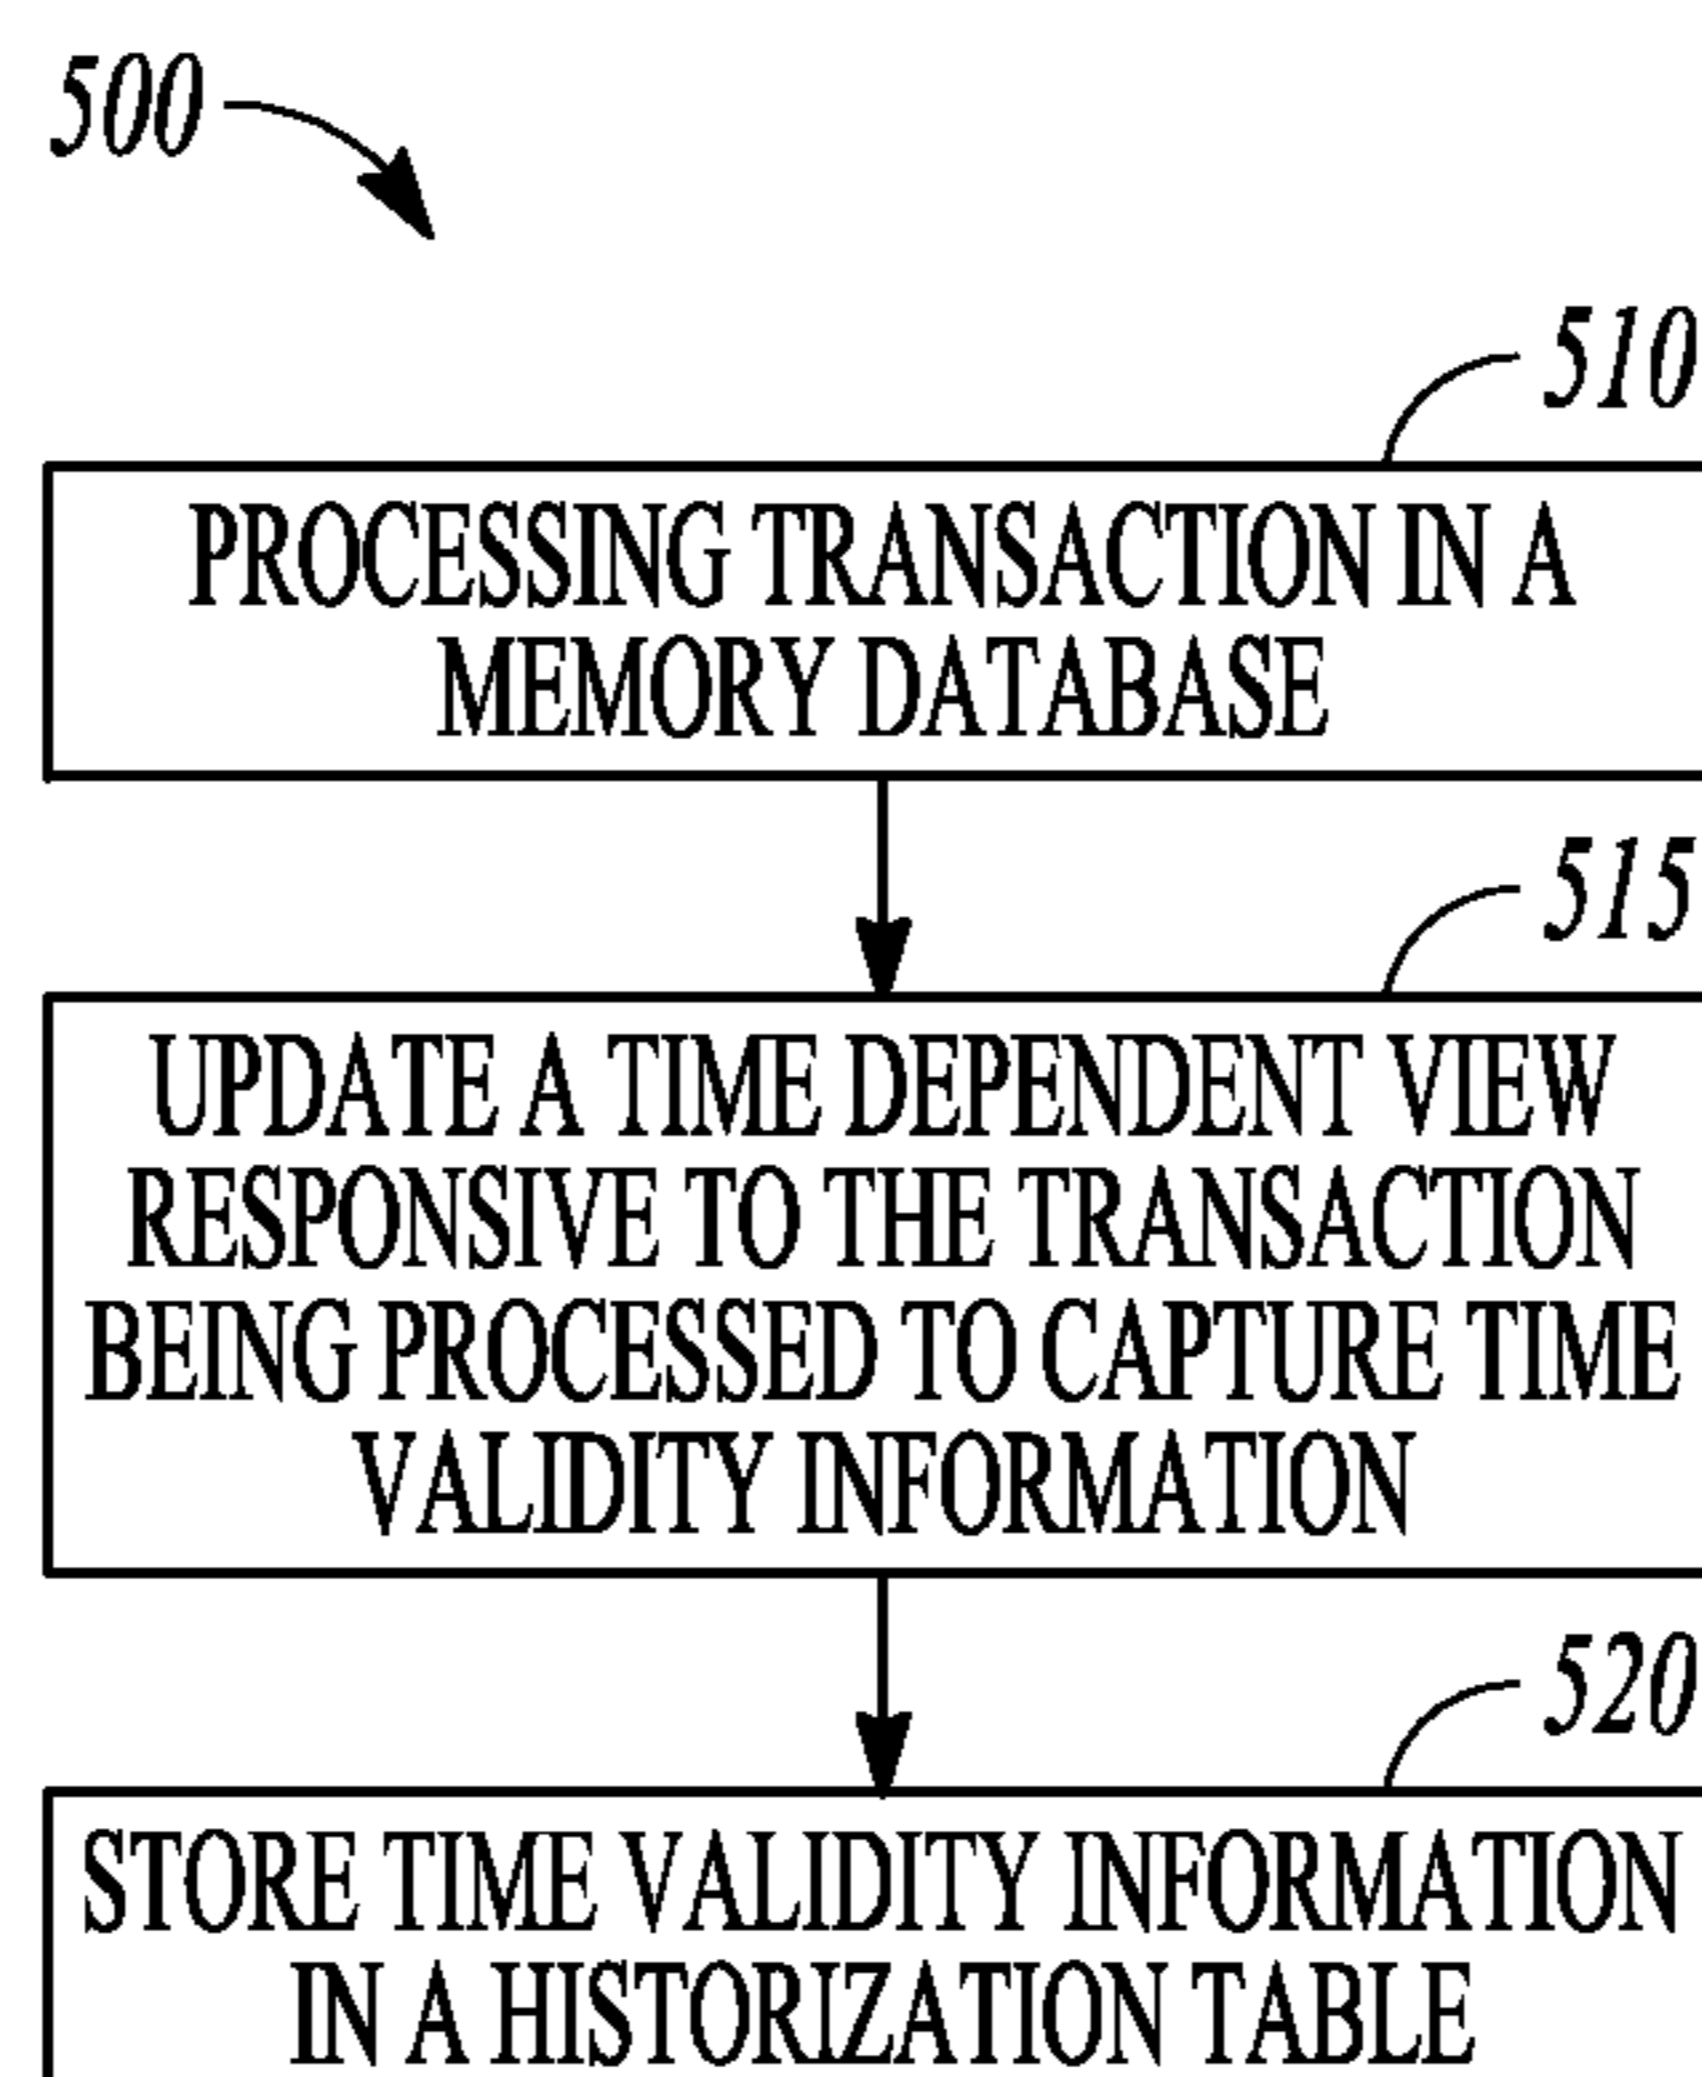 500
510
PROCESSING TRANSACTION IN A
MEMORY DATABASE
515
UPDATE A TIME DEPENDENT VIEW
RESPONSIVE TO THE TRANSACTION
BEING PROCESSED TO CAPTURE TIME
VALIDITY INFORMATION
520
STORE TIME VALIDITY INFORMATION
IN A HISTORIZATION TABLE